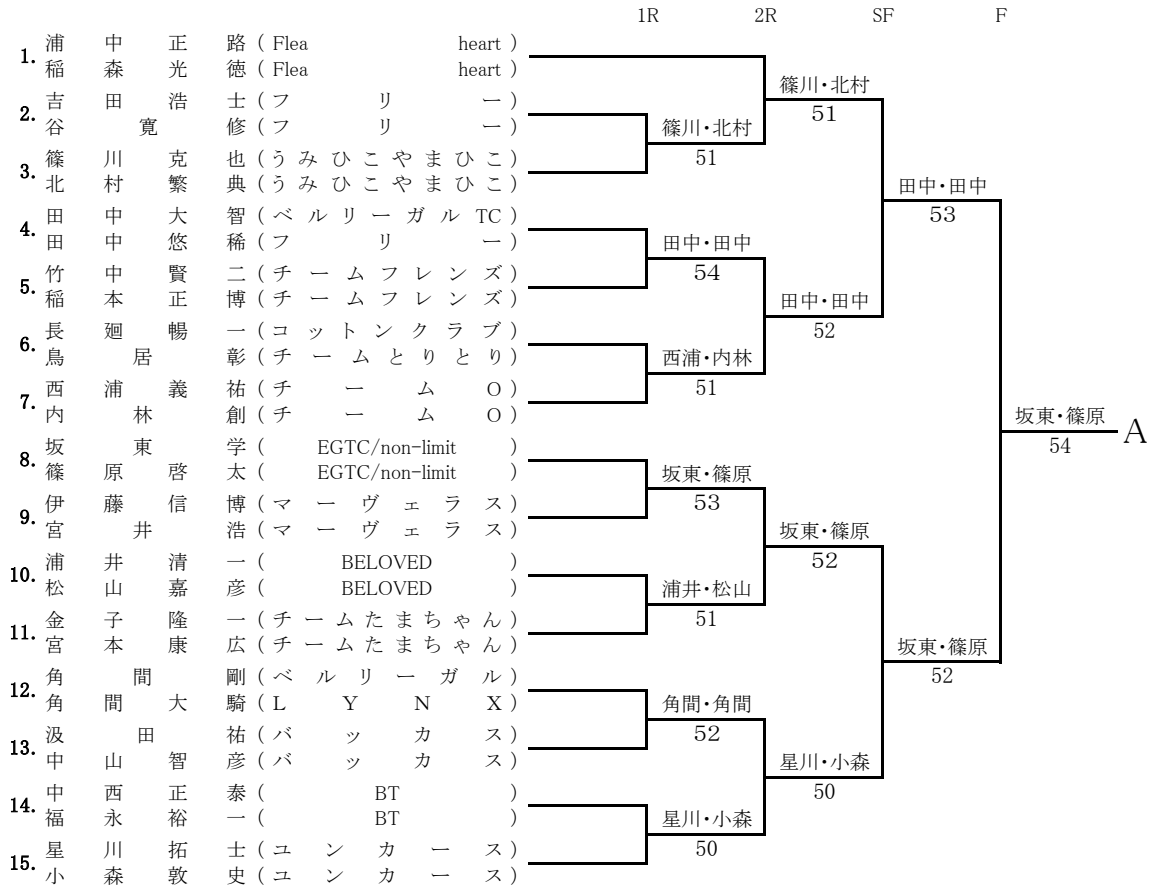 1R 2R SF F
1. 浦中正路(Flea heart)
稲森光徳(Flea heart)
2. 吉田浩士(フリー)
谷寛修(フリー)
3. 篠川克也(うみひこやまひこ)
北村繁典(うみひこやまひこ)
4. 田中大智(ベルリーガルTC)
田中悠稀(フリー)
5. 竹中賢二(チームフレンズ)
稲本正博(チームフレンズ)
6. 長廻暢一(コットンクラブ)
鳥居彰(チームとりとり)
7. 西浦義祐(チームO)
内林創(チームO)
8. 坂東学(EGTC/non-limit)
篠原啓太(EGTC/non-limit)
9. 伊藤信博(マーヴェラス)
宮井浩(マーヴェラス)
10. 浦井清一(BELOVED)
松山嘉彦(BELOVED)
11. 金子隆一(チームたまちゃん)
宮本康広(チームたまちゃん)
12. 角間剛(ベルリーガル)
角間大騎(LYNX)
13. 汲田祐(バッカス)
中山智彦(バッカス)
14. 中西正泰(BT)
福永裕一(BT)
15. 星川拓士(ユンカース)
小森敦史(ユンカース)
篠川・北村
51
田中・田中
54
西浦・内林
51
坂東・篠原
53
浦井・松山
51
角間・角間
52
星川・小森
50
篠川・北村
51
田中・田中
52
坂東・篠原
52
星川・小森
50
田中・田中
53
坂東・篠原
52
坂東・篠原
54
A